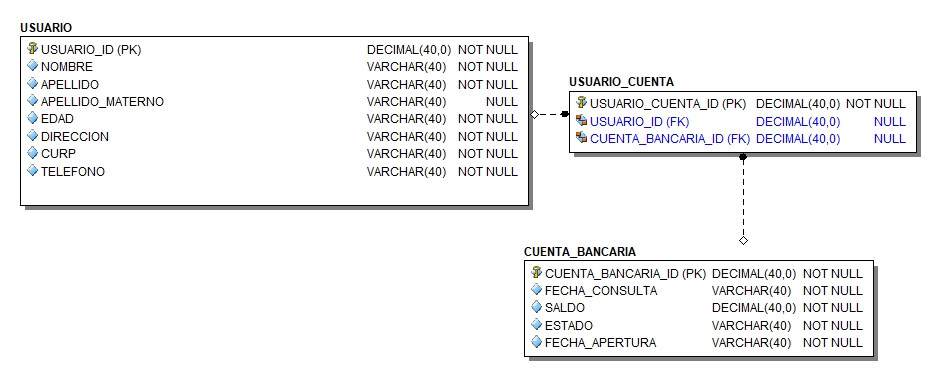 USUARIO
USUARIO_ID (PK) DECIMAL(40,0) NOT NULL
NOMBRE VARCHAR(40) NOT NULL
APELLIDO VARCHAR(40) NOT NULL
APELLIDO_MATERNO VARCHAR(40) NULL
EDAD VARCHAR(40) NOT NULL
DIRECCION VARCHAR(40) NOT NULL
CURP VARCHAR(40) NOT NULL
TELEFONO VARCHAR(40) NOT NULL
USUARIO_CUENTA
USUARIO_CUENTA_ID (PK) DECIMAL(40,0) NOT NULL
USUARIO_ID (FK) DECIMAL(40,0) NULL
CUENTA_BANCARIA_ID (FK) DECIMAL(40,0) NULL
CUENTA_BANCARIA
CUENTA_BANCARIA_ID (PK) DECIMAL(40,0) NOT NULL
FECHA_CONSULTA VARCHAR(40) NOT NULL
SALDO DECIMAL(40,0) NOT NULL
ESTADO VARCHAR(40) NOT NULL
FECHA_APERTURA VARCHAR(40) NOT NULL